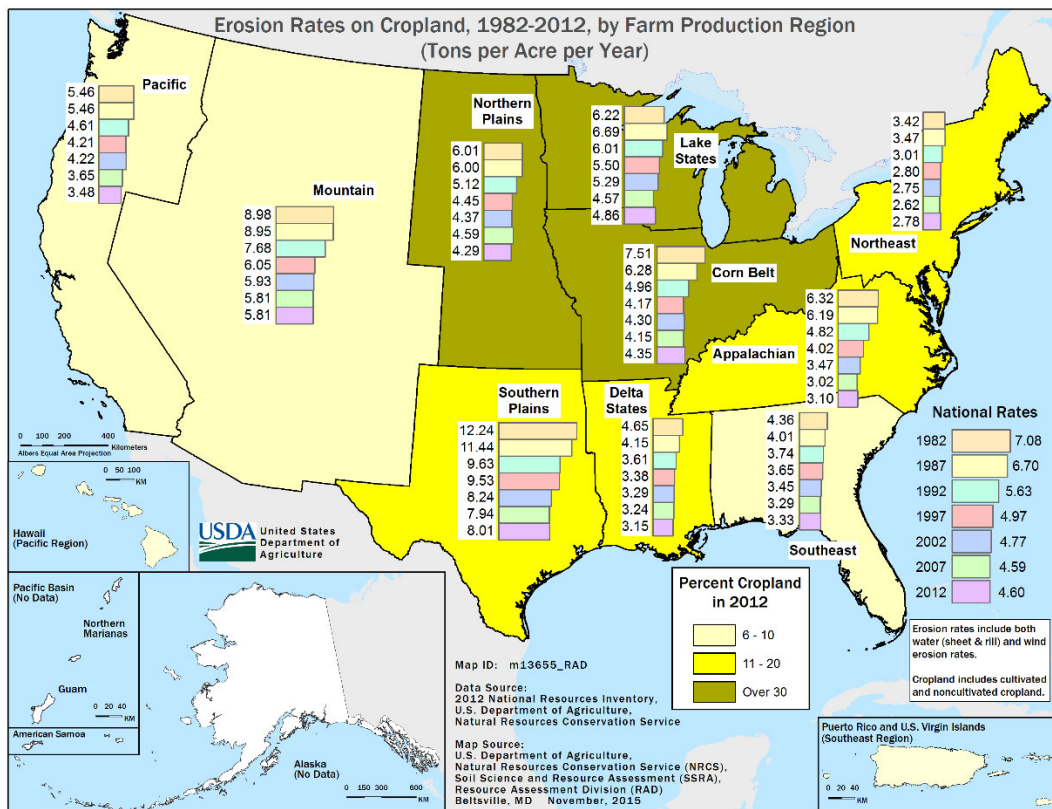 Erosion Rates on Cropland, 1982-2012, by Farm Production Region
(Tons per Acre per Year)
Pacific
5.46
5.46
4.61
4.21
4.22
3.65
3.48
Mountain
8.98
8.95
7.68
6.05
5.93
5.81
5.81
Northern
Plains
6.01
6.00
5.12
4.45
4.37
4.59
4.29
Lake
States
6.22
6.69
6.01
5.50
5.29
4.57
4.86
Corn Belt
7.51
6.28
4.96
4.17
4.30
4.15
4.35
3.42
3.47
3.01
2.80
2.75
2.62
2.78
Northeast
6.32
6.19
4.82
4.02
3.47
3.02
3.10
Appalachian
Southern
Plains
12.24
11.44
9.63
9.53
8.24
7.94
8.01
Delta
States
4.65
4.15
3.61
3.38
3.29
3.24
3.15
4.36
4.01
3.74
3.65
3.45
3.29
3.33
Southeast
National Rates
1982 7.08
1987 6.70
1992 5.63
1997 4.97
2002 4.77
2007 4.59
2012 4.60
0 100 200 400
Kilometers
Albers Equal Area Projection
0 50 100
KM
Hawaii
(Pacific Region)
USDA
United States
Department of
Agriculture
Pacific Basin
(No Data)
Northern
Marianas
Guam
0 20 40
KM
American Samoa
Alaska
(No Data)
0 300 600
KM
Map ID: m13655_RAD
Data Source:
2012 National Resources Inventory,
U.S. Department of Agriculture,
Natural Resources Conservation Service
Map Source:
U.S. Department of Agriculture,
Natural Resources Conservation Service (NRCS),
Soil Science and Resource Assessment (SSRA),
Resource Assessment Division (RAD)
Beltsville, MD November, 2015
Percent Cropland
in 2012
6 - 10
11 - 20
Over 30
Erosion rates include both
water (sheet & rill) and wind
erosion rates.
Cropland includes cultivated
and noncultivated cropland.
Puerto Rico and U.S. Virgin Islands
(Southeast Region)
0 20 40
KM